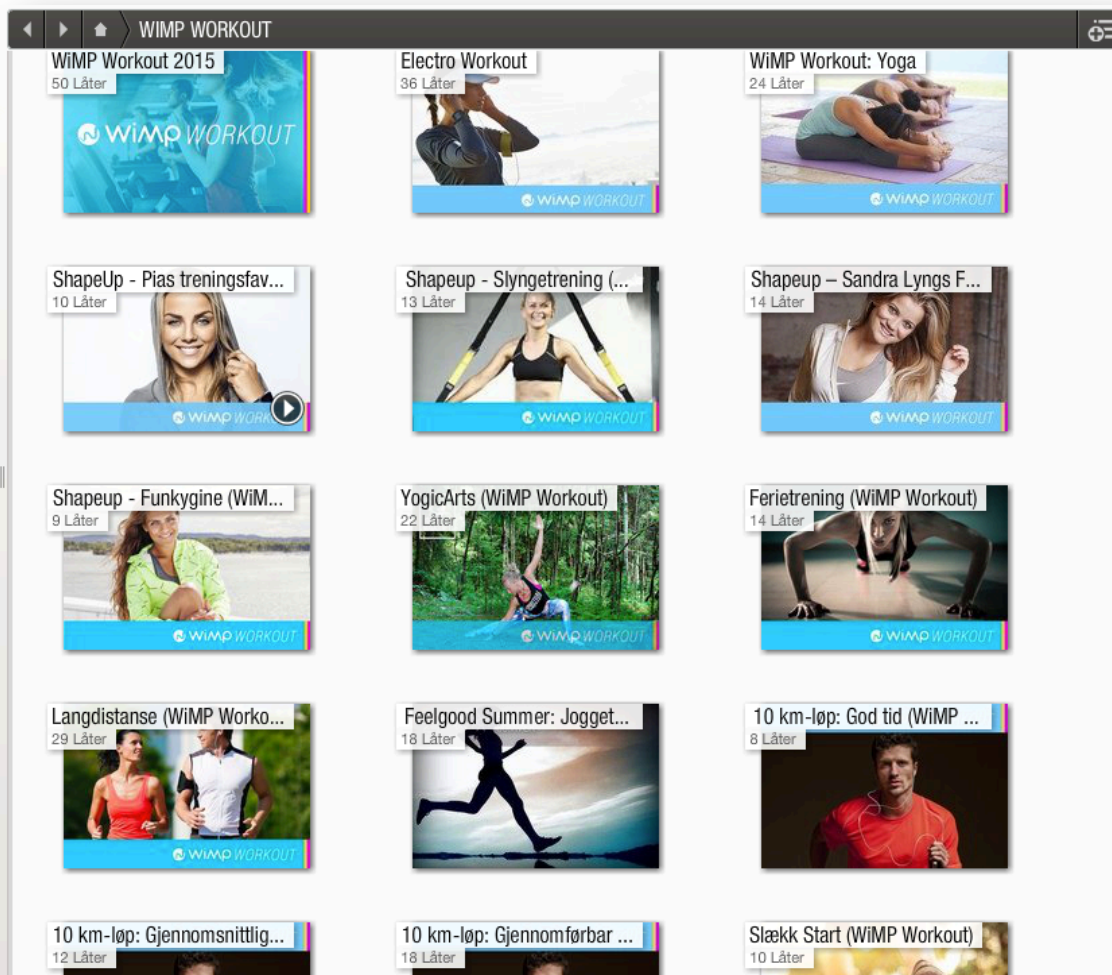 WIMP WORKOUT
WiMP Workout 2015
50 Låter
WiMP WORKOUT
Electro Workout
36 Låter
WiMP WORKOUT
WiMP Workout: Yoga
24 Låter
WiMP WORKOUT
ShapeUp - Pias treningsfav...
10 Låter
WiMP WORK
Shapeup - Slyngetrening (...
13 Låter
WiMP WORKOUT
Shapeup – Sandra Lyngs F...
14 Låter
WiMP WORKOUT
Shapeup - Funkygine (WiM...
9 Låter
WiMP WORKOUT
YogicArts (WiMP Workout)
22 Låter
WiMP WORKOUT
Ferietrening (WiMP Workout)
14 Låter
WiMP WORKOUT
Langdistanse (WiMP Worko...
29 Låter
WiMP WORKOUT
Feelgood Summer: Jogget...
18 Låter
10 km-løp: God tid (WiMP ...
8 Låter
10 km-løp: Gjennomsnittlig...
12 Låter
10 km-løp: Gjennomførbar ...
18 Låter
Slækk Start (WiMP Workout)
10 Låter